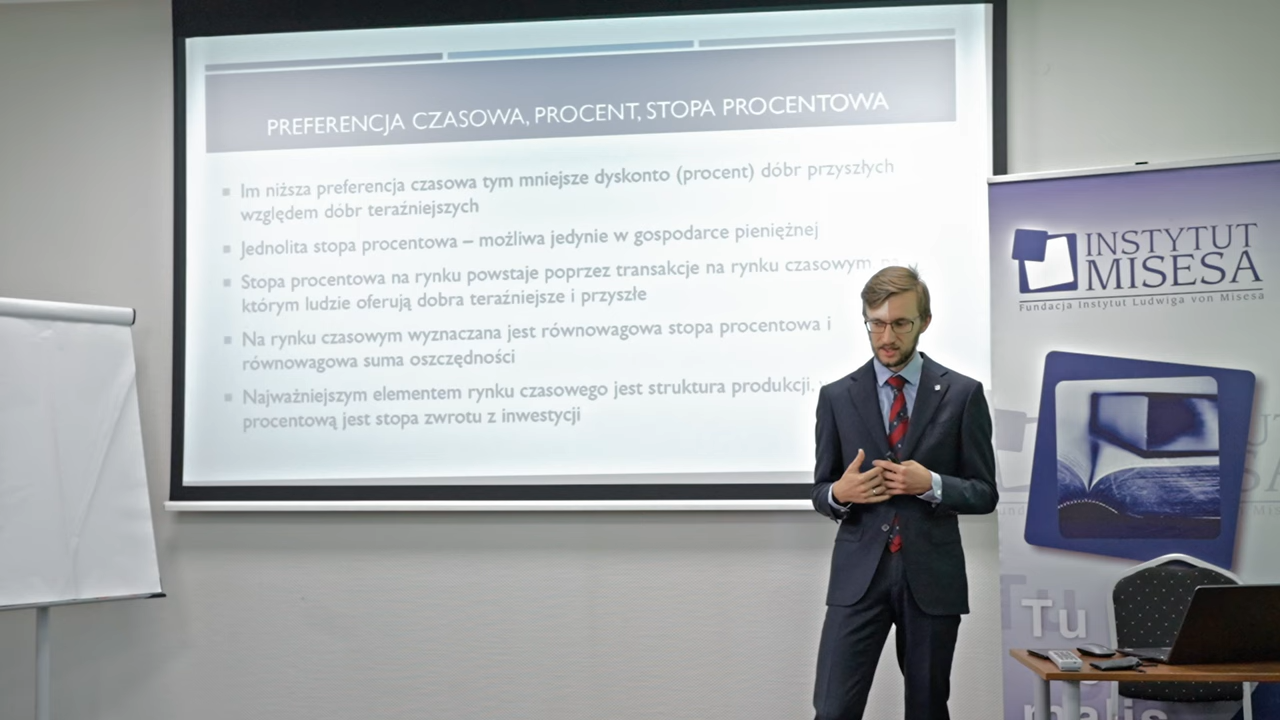 PREFERENCJA CZASOWA, PROCENT, STOPA PROCENTOWA
Im niższa preferencja czasowa tym mniejsze dyskonto (procent) dóbr przyszłych
względem dóbr teraźniejszych
Jednolita stopa procentowa – możliwa jedynie w gospodarce pieniężnej
Stopa procentowa na rynku powstaje poprzez transakcje na rynku czasowym
którym ludzie oferują dobra teraźniejsze i przyszłe
Na rynku czasowym wyznaczana jest równowagowa stopa procentowa i
równowagowa suma oszczędności
Najważniejszym elementem rynku czasowego jest struktura produkcji.
procentową jest stopa zwrotu z inwestycji
INSTYTUT
MISESA
Fundacja Instytut Ludwiga von Misesa
Tu